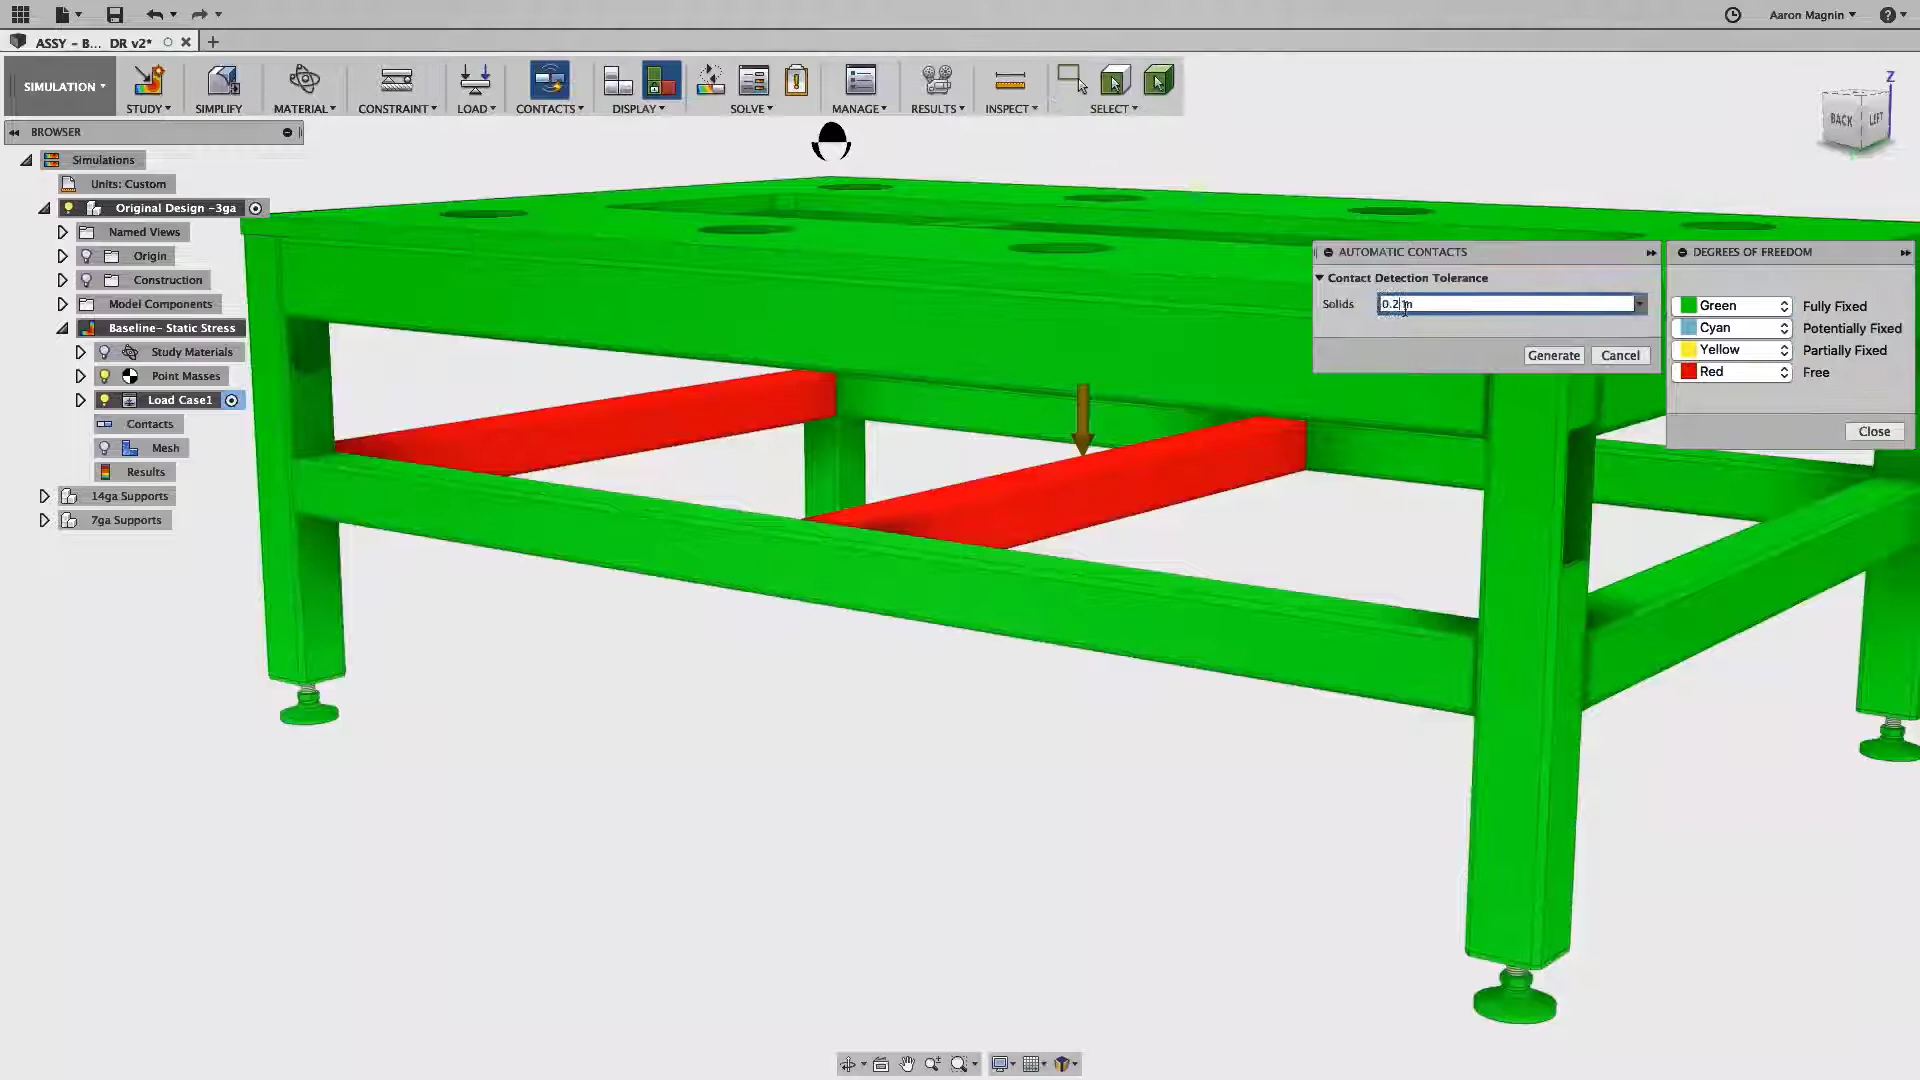 Aaron Magnin
ASSY - B... DR v2*
SIMULATION
STUDY
SIMPLIFY
MATERIAL
CONSTRAINT
LOAD
CONTACTS
DISPLAY
SOLVE
MANAGE
RESULTS
INSPECT
SELECT
Z
BACK
LEFT
BROWSER
Simulations
Units: Custom
Original Design -3ga
Named Views
Origin
Construction
Model Components
Baseline- Static Stress
Study Materials
Point Masses
Load Case1
Contacts
Mesh
Results
14ga Supports
7ga Supports
AUTOMATIC CONTACTS
Contact Detection Tolerance
Solids 0.2 in
Generate Cancel
DEGREES OF FREEDOM
Green Fully Fixed
Cyan Potentially Fixed
Yellow Partially Fixed
Red Free
Close